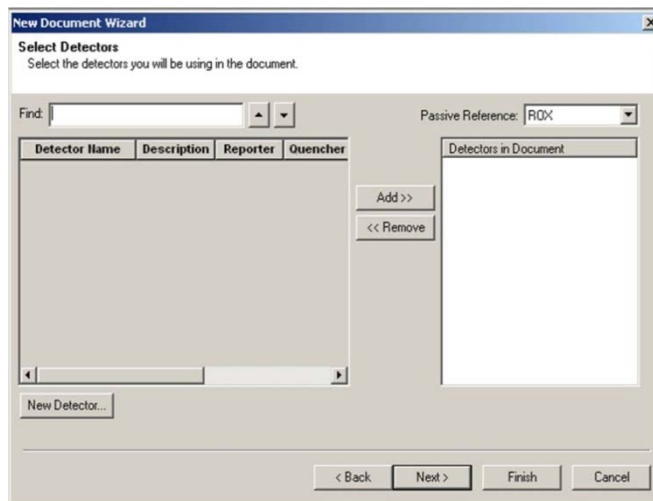 New Document Wizard
Select Detectors
Select the detectors you will be using in the document.
Find:
Passive Reference: ROX
Detector Name Description Reporter Quencher
Detectors in Document
Add >>
<< Remove
New Detector...
< Back Next > Finish Cancel